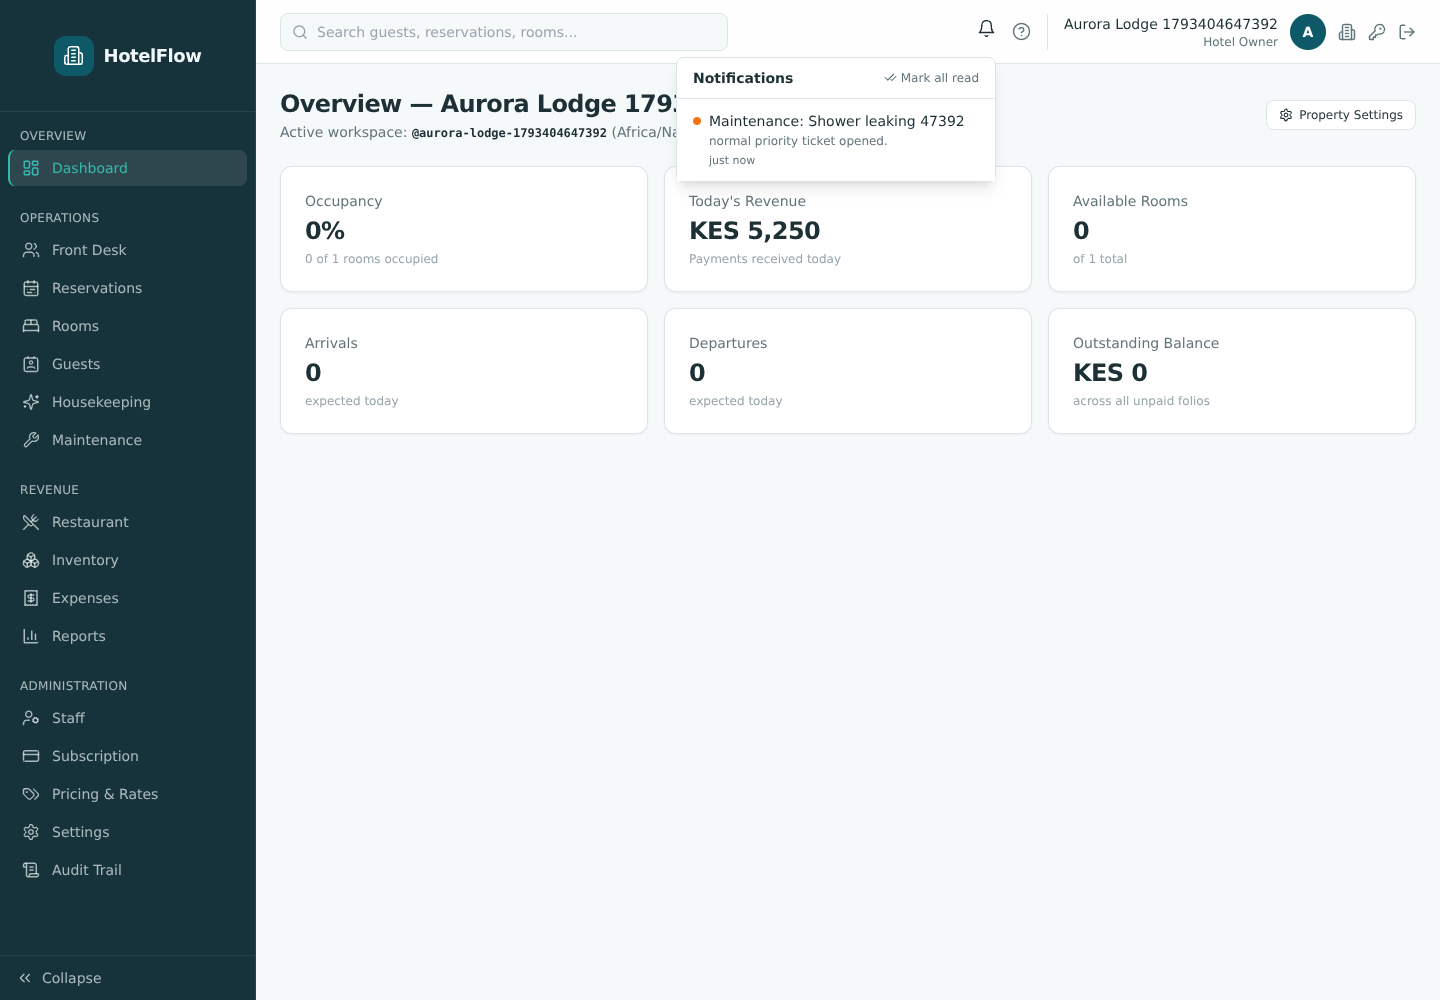 HotelFlow
OVERVIEW
Dashboard
OPERATIONS
Front Desk
Reservations
Rooms
Guests
Housekeeping
Maintenance
REVENUE
Restaurant
Inventory
Expenses
Reports
ADMINISTRATION
Staff
Subscription
Pricing & Rates
Settings
Audit Trail
Collapse
Search guests, reservations, rooms...
Aurora Lodge 1793404647392
Hotel Owner
A
Notifications
Mark all read
Maintenance: Shower leaking 47392
normal priority ticket opened.
just now
Overview — Aurora Lodge 1793
Active workspace: @aurora-lodge-1793404647392 (Africa/Na
Property Settings
Occupancy
0%
0 of 1 rooms occupied
Today's Revenue
KES 5,250
Payments received today
Available Rooms
0
of 1 total
Arrivals
0
expected today
Departures
0
expected today
Outstanding Balance
KES 0
across all unpaid folios